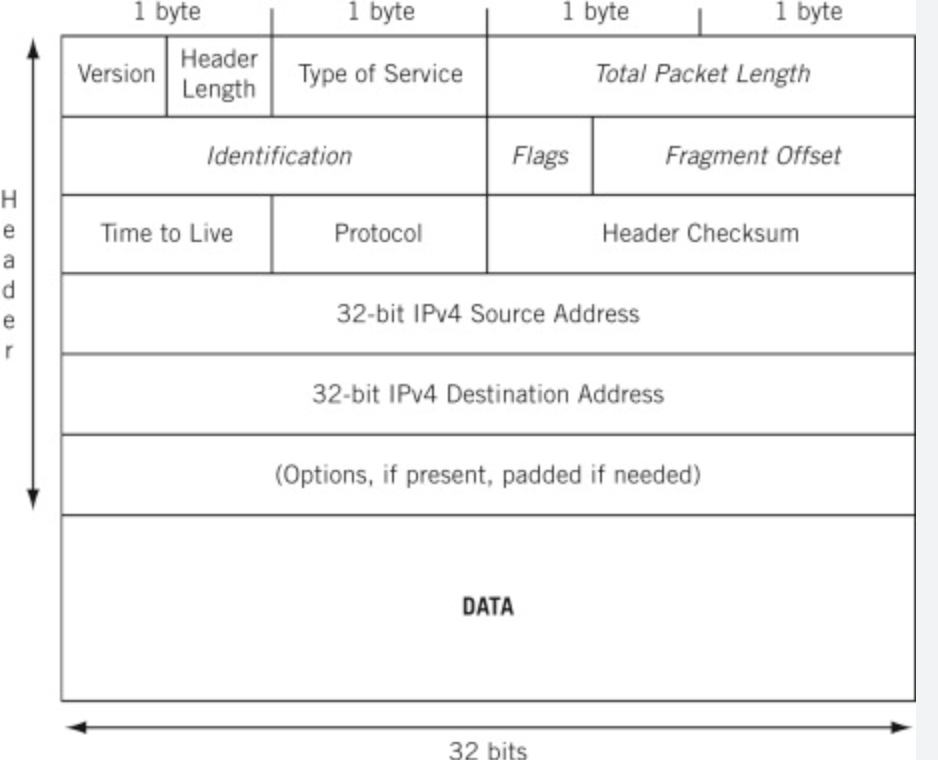 1 byte 1 byte 1 byte 1 byte
Version Header Length Type of Service Total Packet Length
Identification Flags Fragment Offset
Header
Time to Live Protocol Header Checksum
32-bit IPv4 Source Address
32-bit IPv4 Destination Address
(Options, if present, padded if needed)
DATA
32 bits